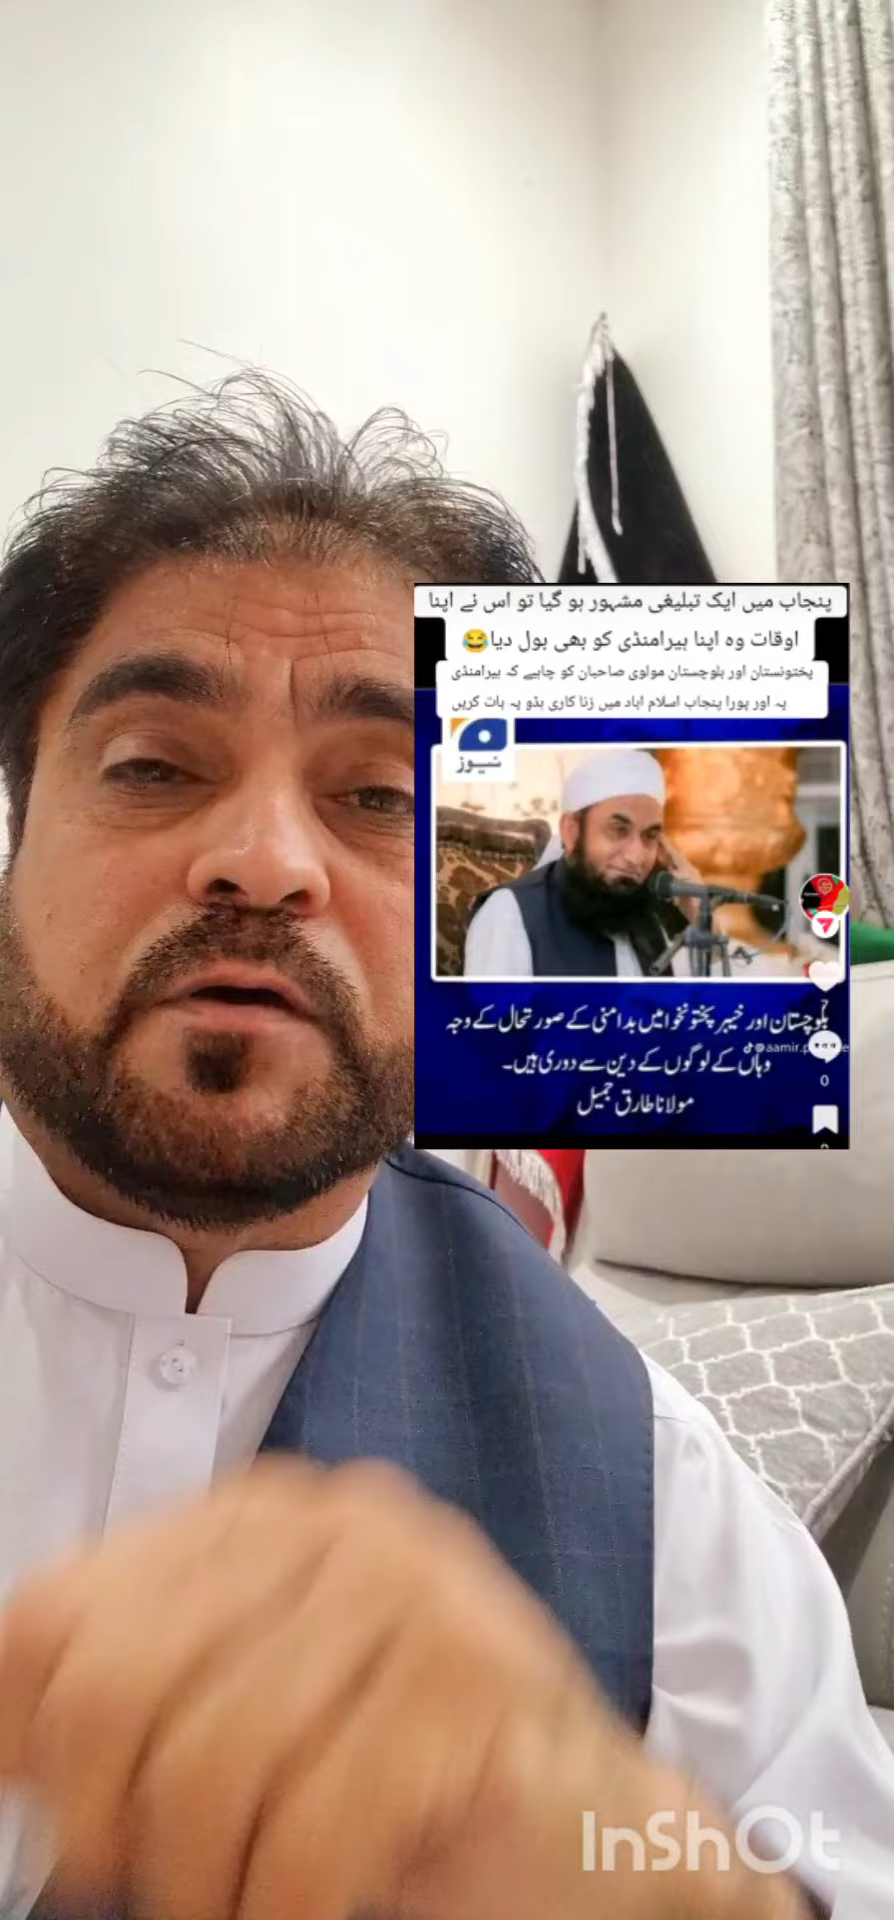 پنجاب میں ایک تبلیغی مشہور ہو گیا تو اس نے اپنا
اوقات وہ اپنا ہیرامنڈی کو بھی بول دیا😂
پختونستان اور بلوچستان مولوی صاحبان کو چاہیے کہ ہیرامنڈی
پہ اور پورا پنجاب اسلام اباد میں زنا کاری بڈو پہ بات کریں
نیوز
بلوچستان اور خیبر پختونخوا میں بدامنی کے صورتحال کے وجہ
@aamir.p
وہاں کے لوگوں کے دین سے دوری ہیں۔
0
مولانا طارق جمیل
InShOt